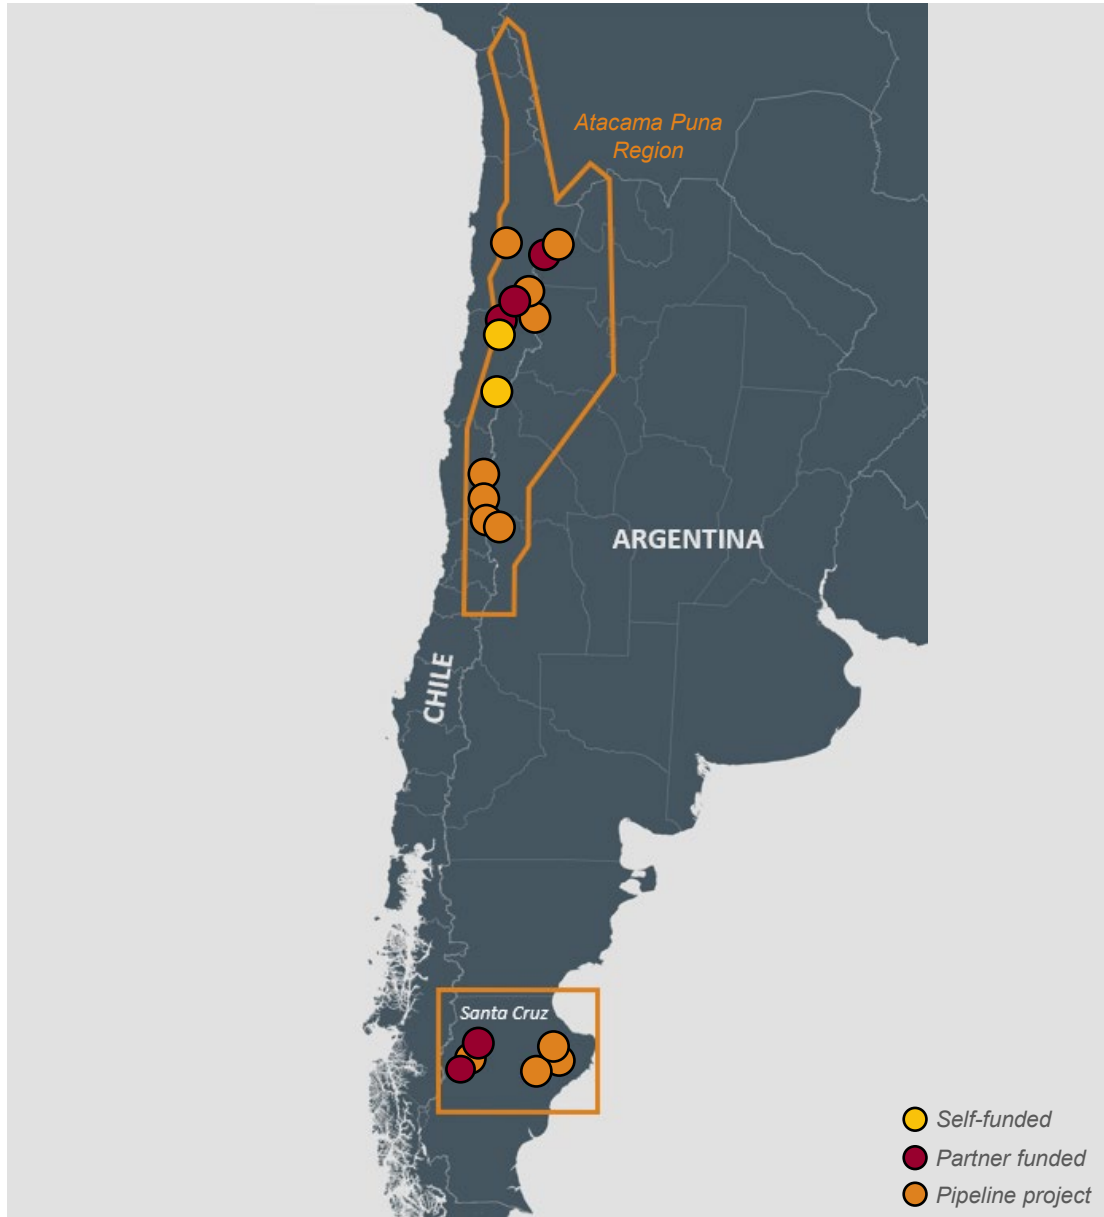 Atacama Puna
Region
ARGENTINA
CHILE
Santa Cruz
Self-funded
Partner funded
Pipeline project